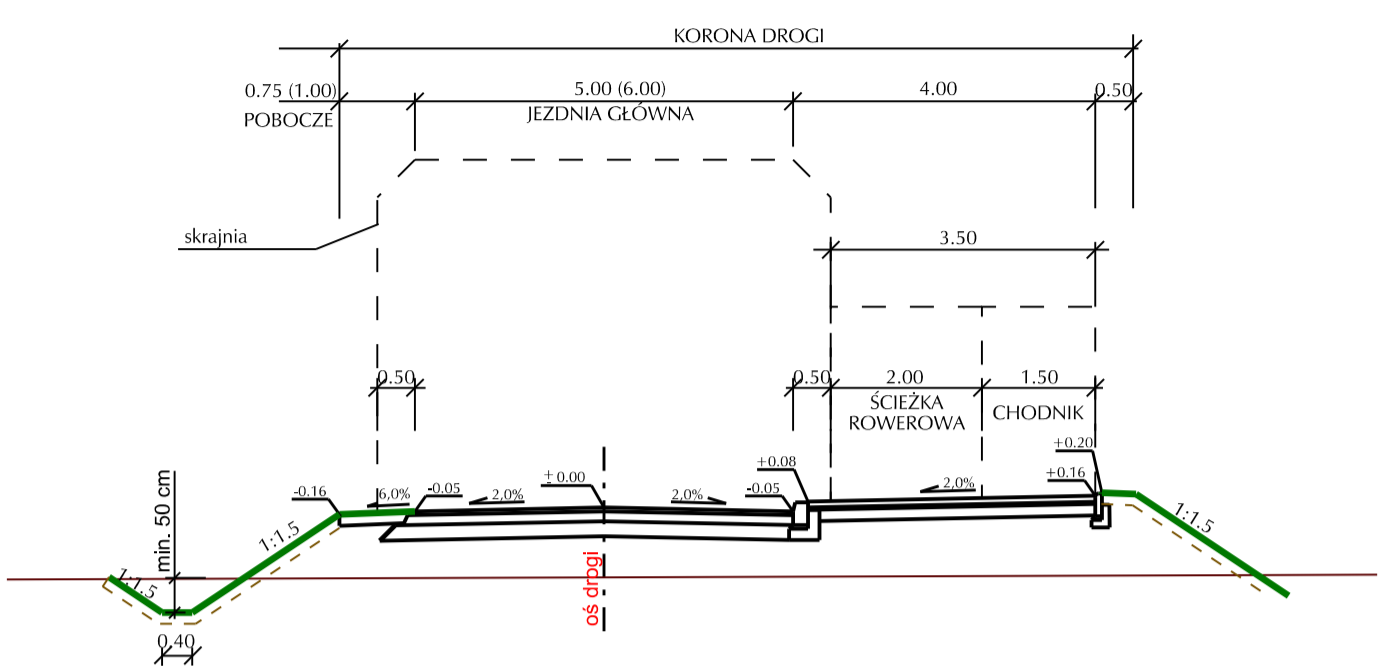 KORONA DROGI
0.75 (1.00)
5.00 (6.00)
4.00
0.50
POBOCZE
JEZDNIA GŁÓWNA
skrajnia
3.50
0.50
0.50
2.00
1.50
ŚCIEŻKA
ROWEROWA
CHODNIK
+0.20
+0.08
+0.16
-0.16
6,0%
-0.05
2,0%
± 0.00
2,0%
-0.05
2,0%
min. 50 cm
1:1.5
1:1.5
1:1.5
oś drogi
0.40